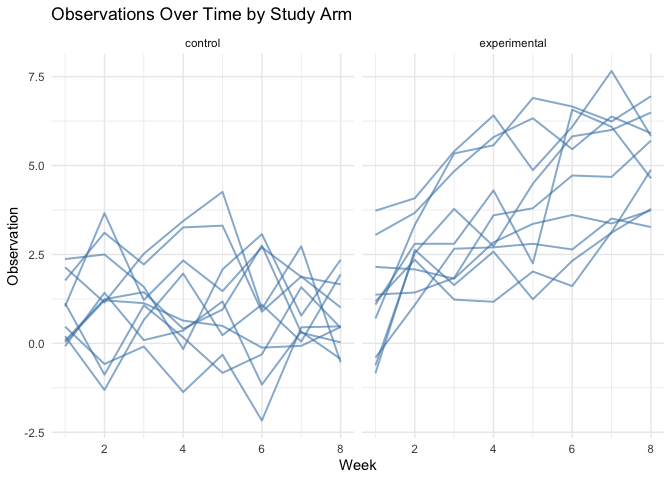 Observations Over Time by Study Arm
control
experimental
7.5
5.0
2.5
0.0
-2.5
Observation
2 4 6 8
2 4 6 8
Week